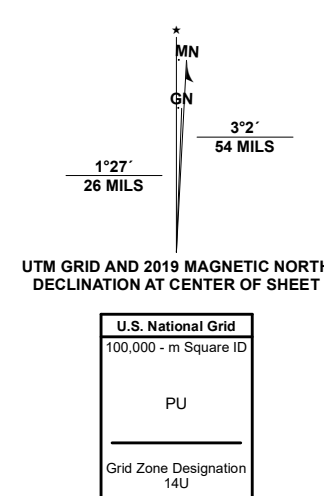 ★
MN
GN
3°2´
54 MILS
1°27´
26 MILS
UTM GRID AND 2019 MAGNETIC NORTH
DECLINATION AT CENTER OF SHEET
U.S. National Grid
100,000 - m Square ID
PU
Grid Zone Designation
14U